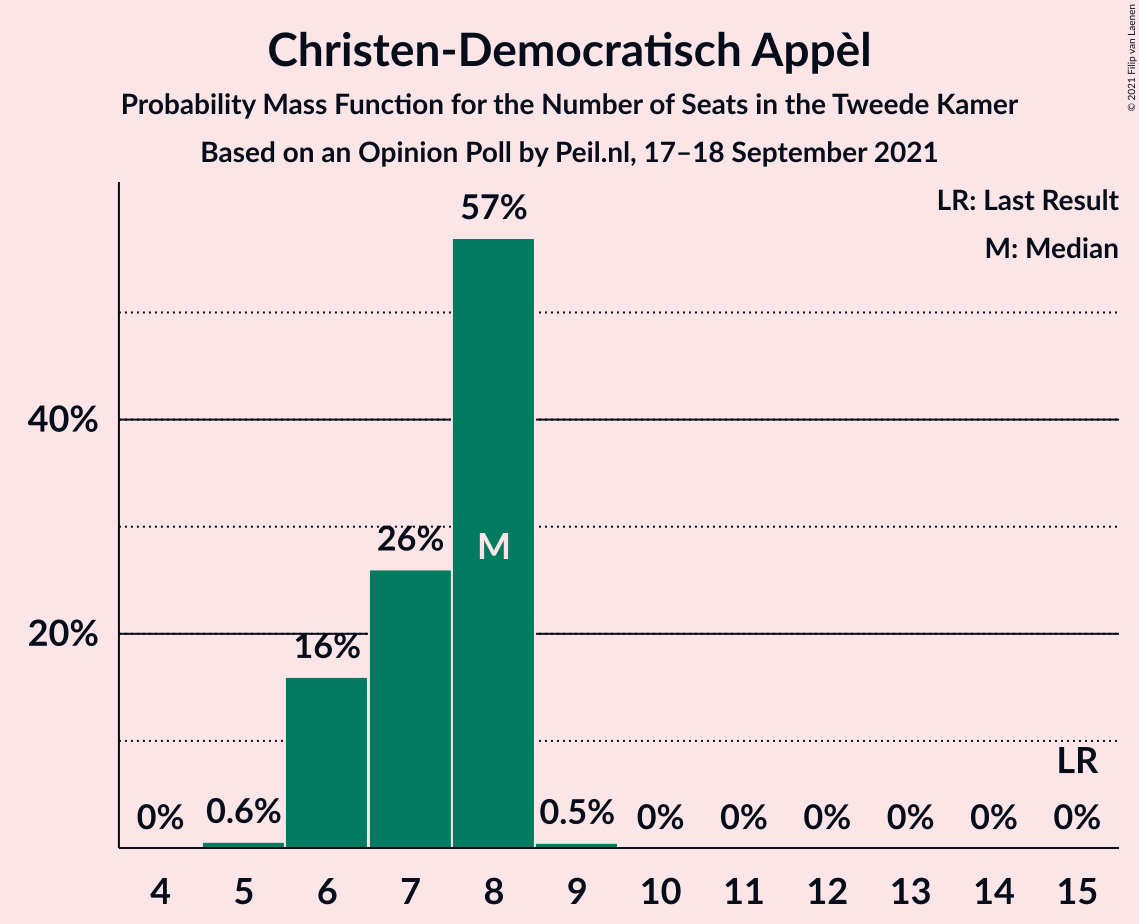 Christen-Democratisch Appèl
Probability Mass Function for the Number of Seats in the Tweede Kamer
Based on an Opinion Poll by Peil.nl, 17–18 September 2021
© 2021 Filip van Laenen
LR: Last Result
M: Median
57%
40%
26%
M
20%
16%
LR
0%
0.6%
0.5%
0%
0%
0%
0%
0%
0%
4 5 6 7 8 9 10 11 12 13 14 15